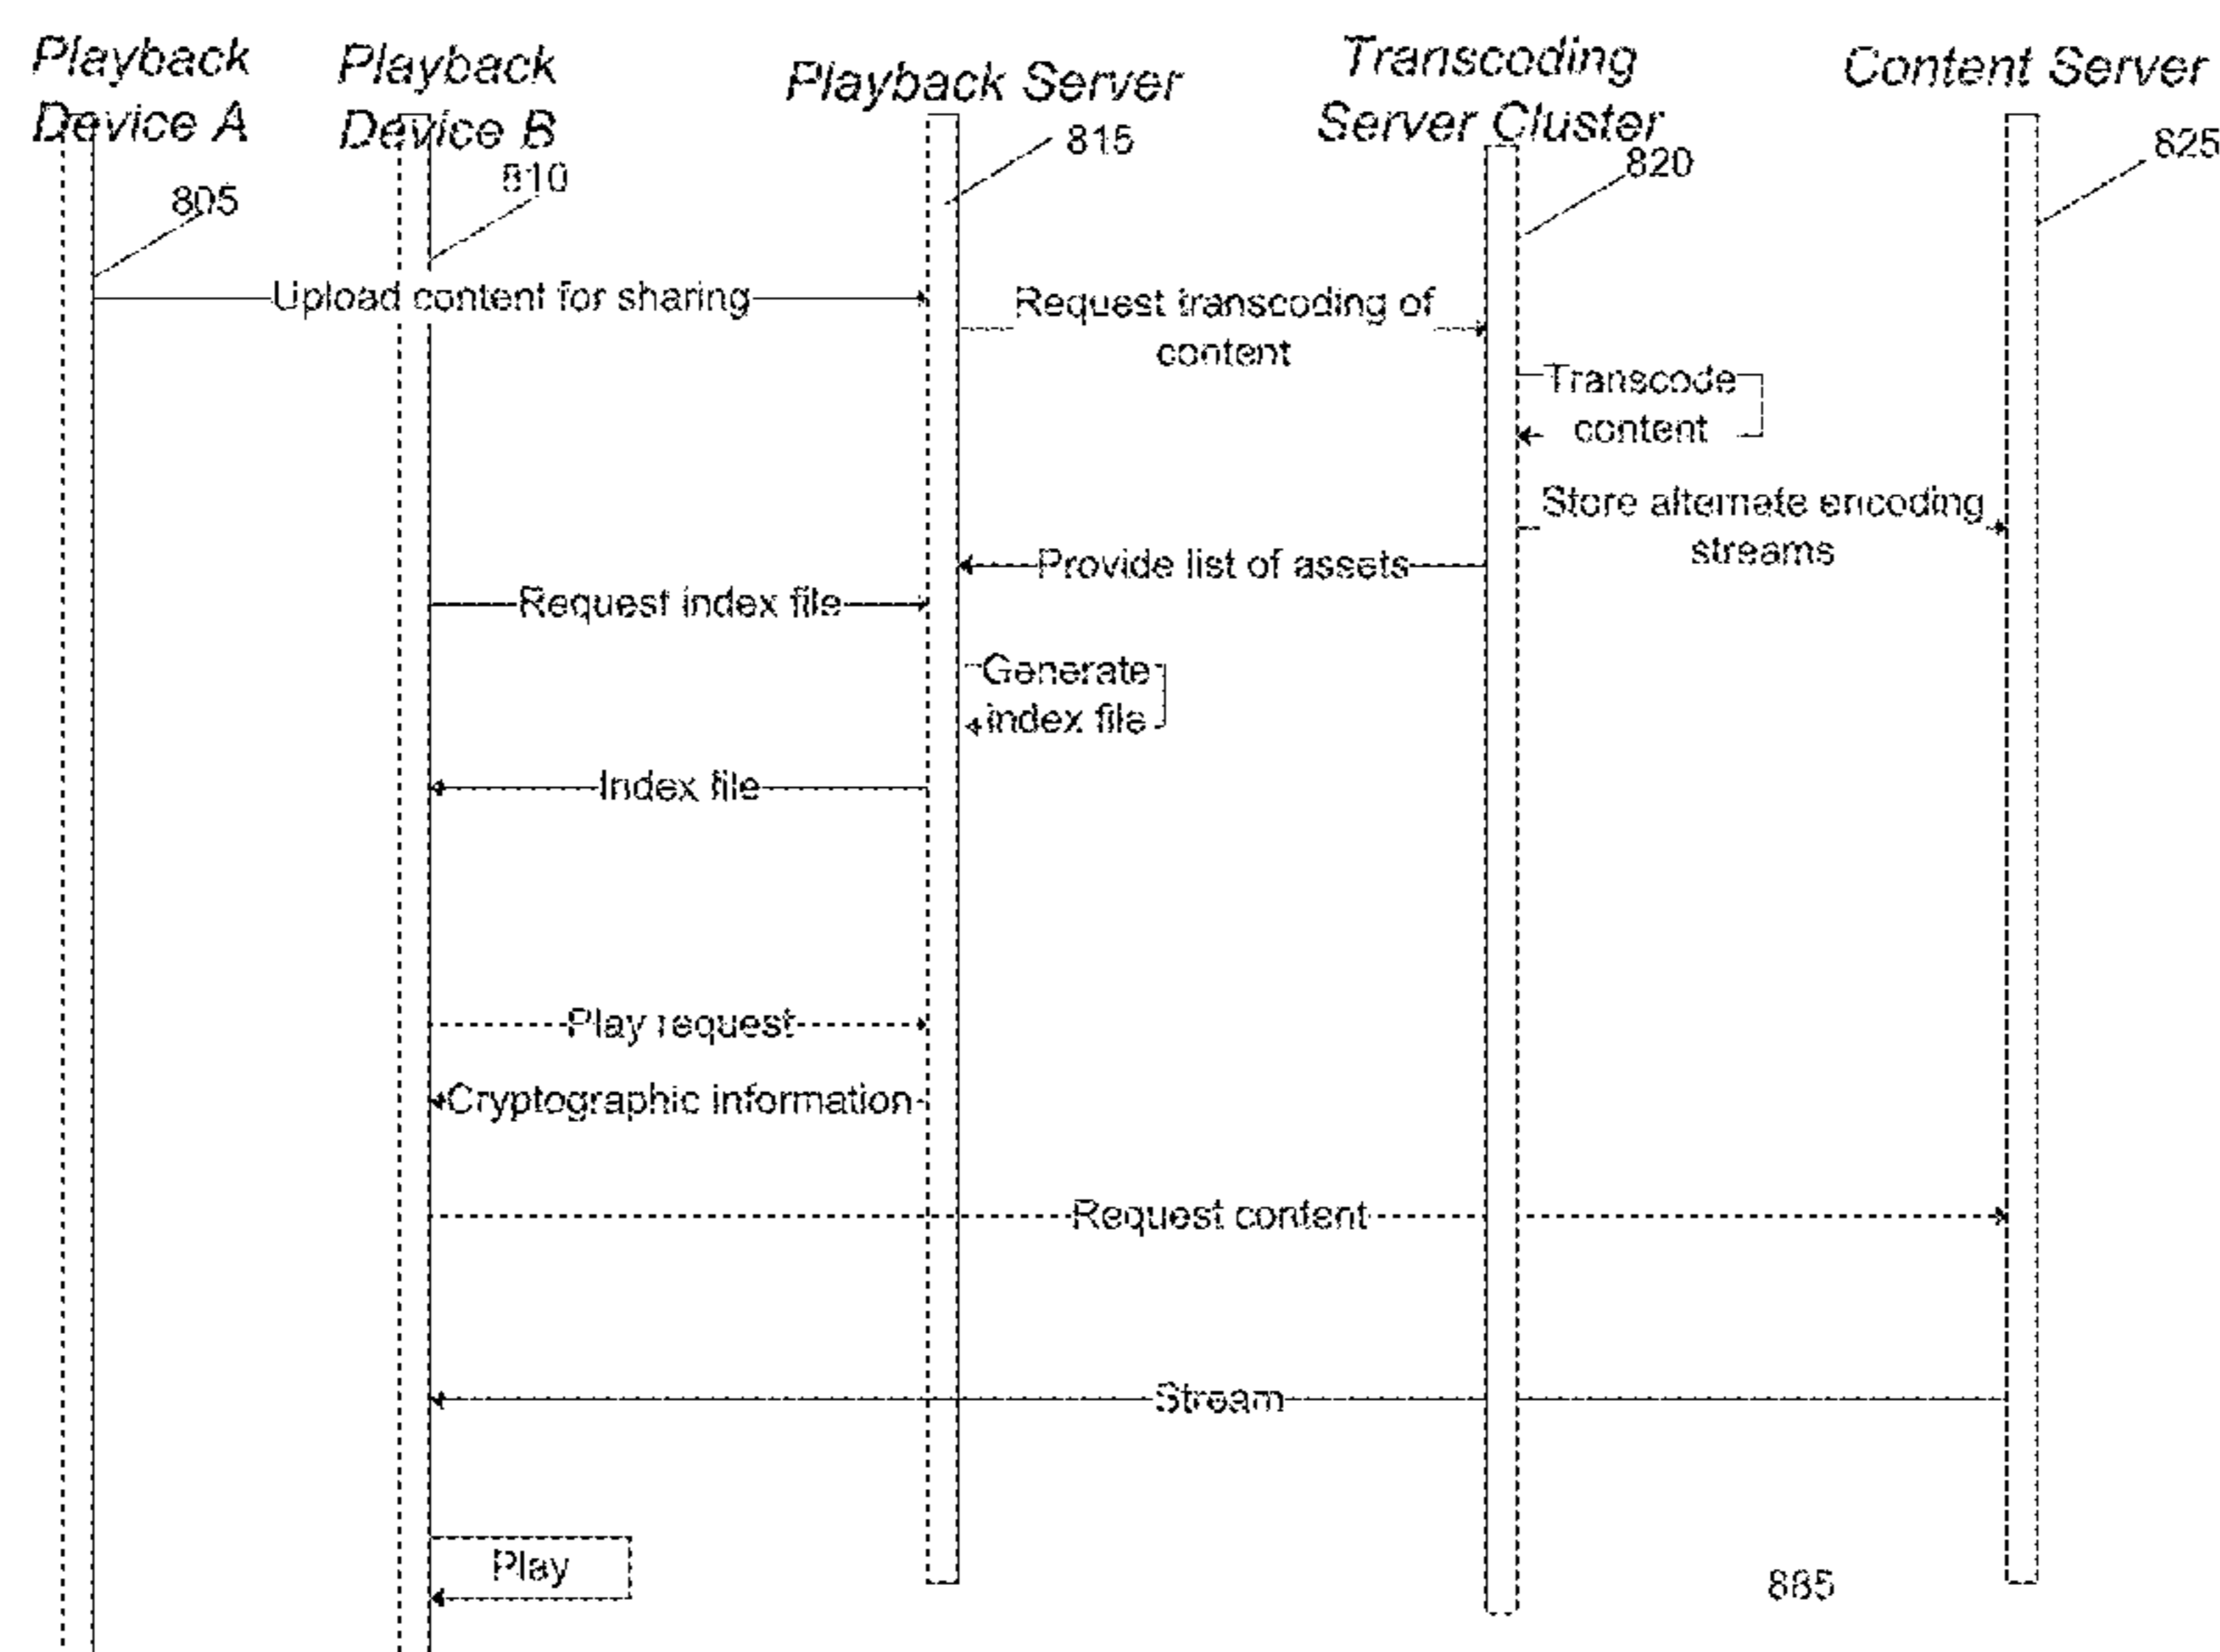 Playback
Device A
Playback
Device B
Playback Server
Transcoding
Server Cluster
Content Server
805
810
815
820
825
Upload content for sharing
Request transcoding of
content
Transcode
content
Store alternate encoding
streams
Provide list of assets
Request index file
Generate
index file
Index file
Play request
Cryptographic information
Request content
Stream
Play
885